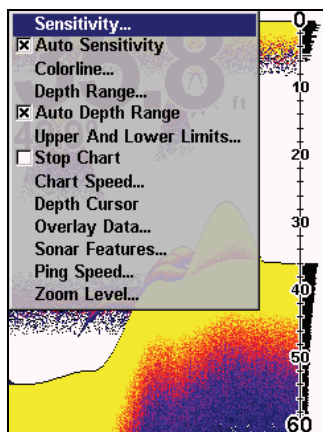 Sensitivity...
Auto Sensitivity
Colorline...
Depth Range...
Auto Depth Range
Upper And Lower Limits...
Stop Chart
Chart Speed...
Depth Cursor
Overlay Data...
Sonar Features...
Ping Speed...
Zoom Level...
ft
0
10
20
30
40
50
60